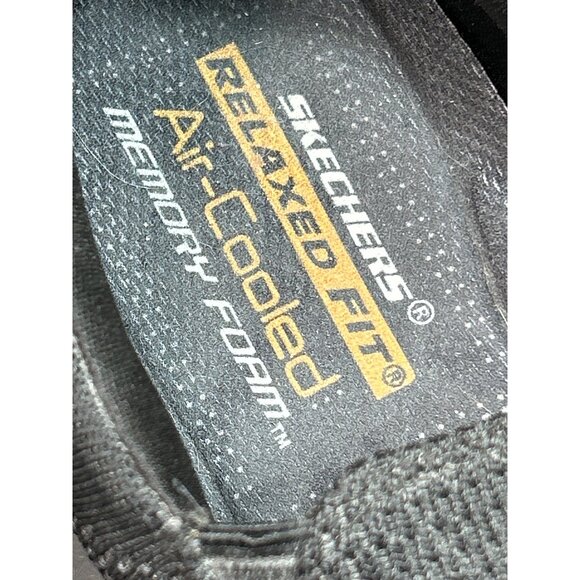 SKECHERS®
RELAXED FIT®
Air-Cooled
MEMORY FOAM™